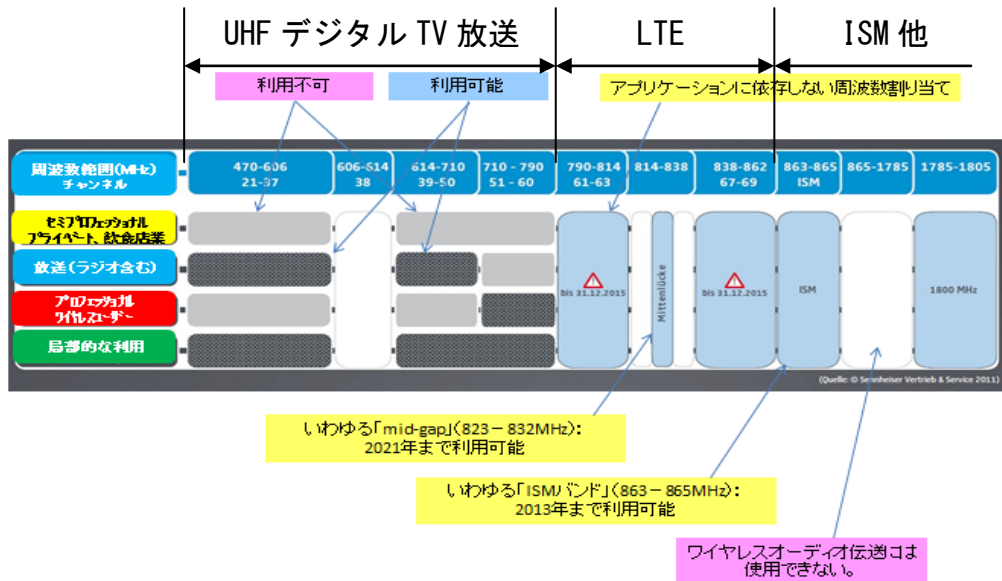 UHF デジタル TV 放送
LTE
ISM 他
利用不可
利用可能
アプリケーションに依存しない周波数割り当て
周波数範囲(MHz)
チャンネル
470-606
21-37
606-614
38
614-710
39-50
710 - 790
51 - 60
790-814
61-63
814-838
838-862
67-69
863-865
ISM
865-1785
1785-1805
セミプロフェッショナル
プライベート、飲食店業
放送(ラジオ含む)
プロフェッショナル
ワイヤレスユーザー
局部的な利用
bis 31.12.2015
Mittenlücke
bis 31.12.2015
ISM
1800 MHz
(Quelle: © Sennheiser Vertrieb & Service 2011)
いわゆる「mid-gap」(823－832MHz):
2021年まで利用可能
いわゆる「ISMバンド」(863－865MHz):
2013年まで利用可能
ワイヤレスオーディオ伝送には
使用できない。